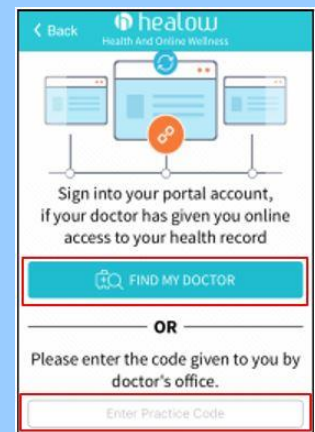 < Back
healow
Health And Online Wellness
Sign into your portal account,
if your doctor has given you online
access to your health record
FIND MY DOCTOR
OR
Please enter the code given to you by
doctor's office.
Enter Practice Code